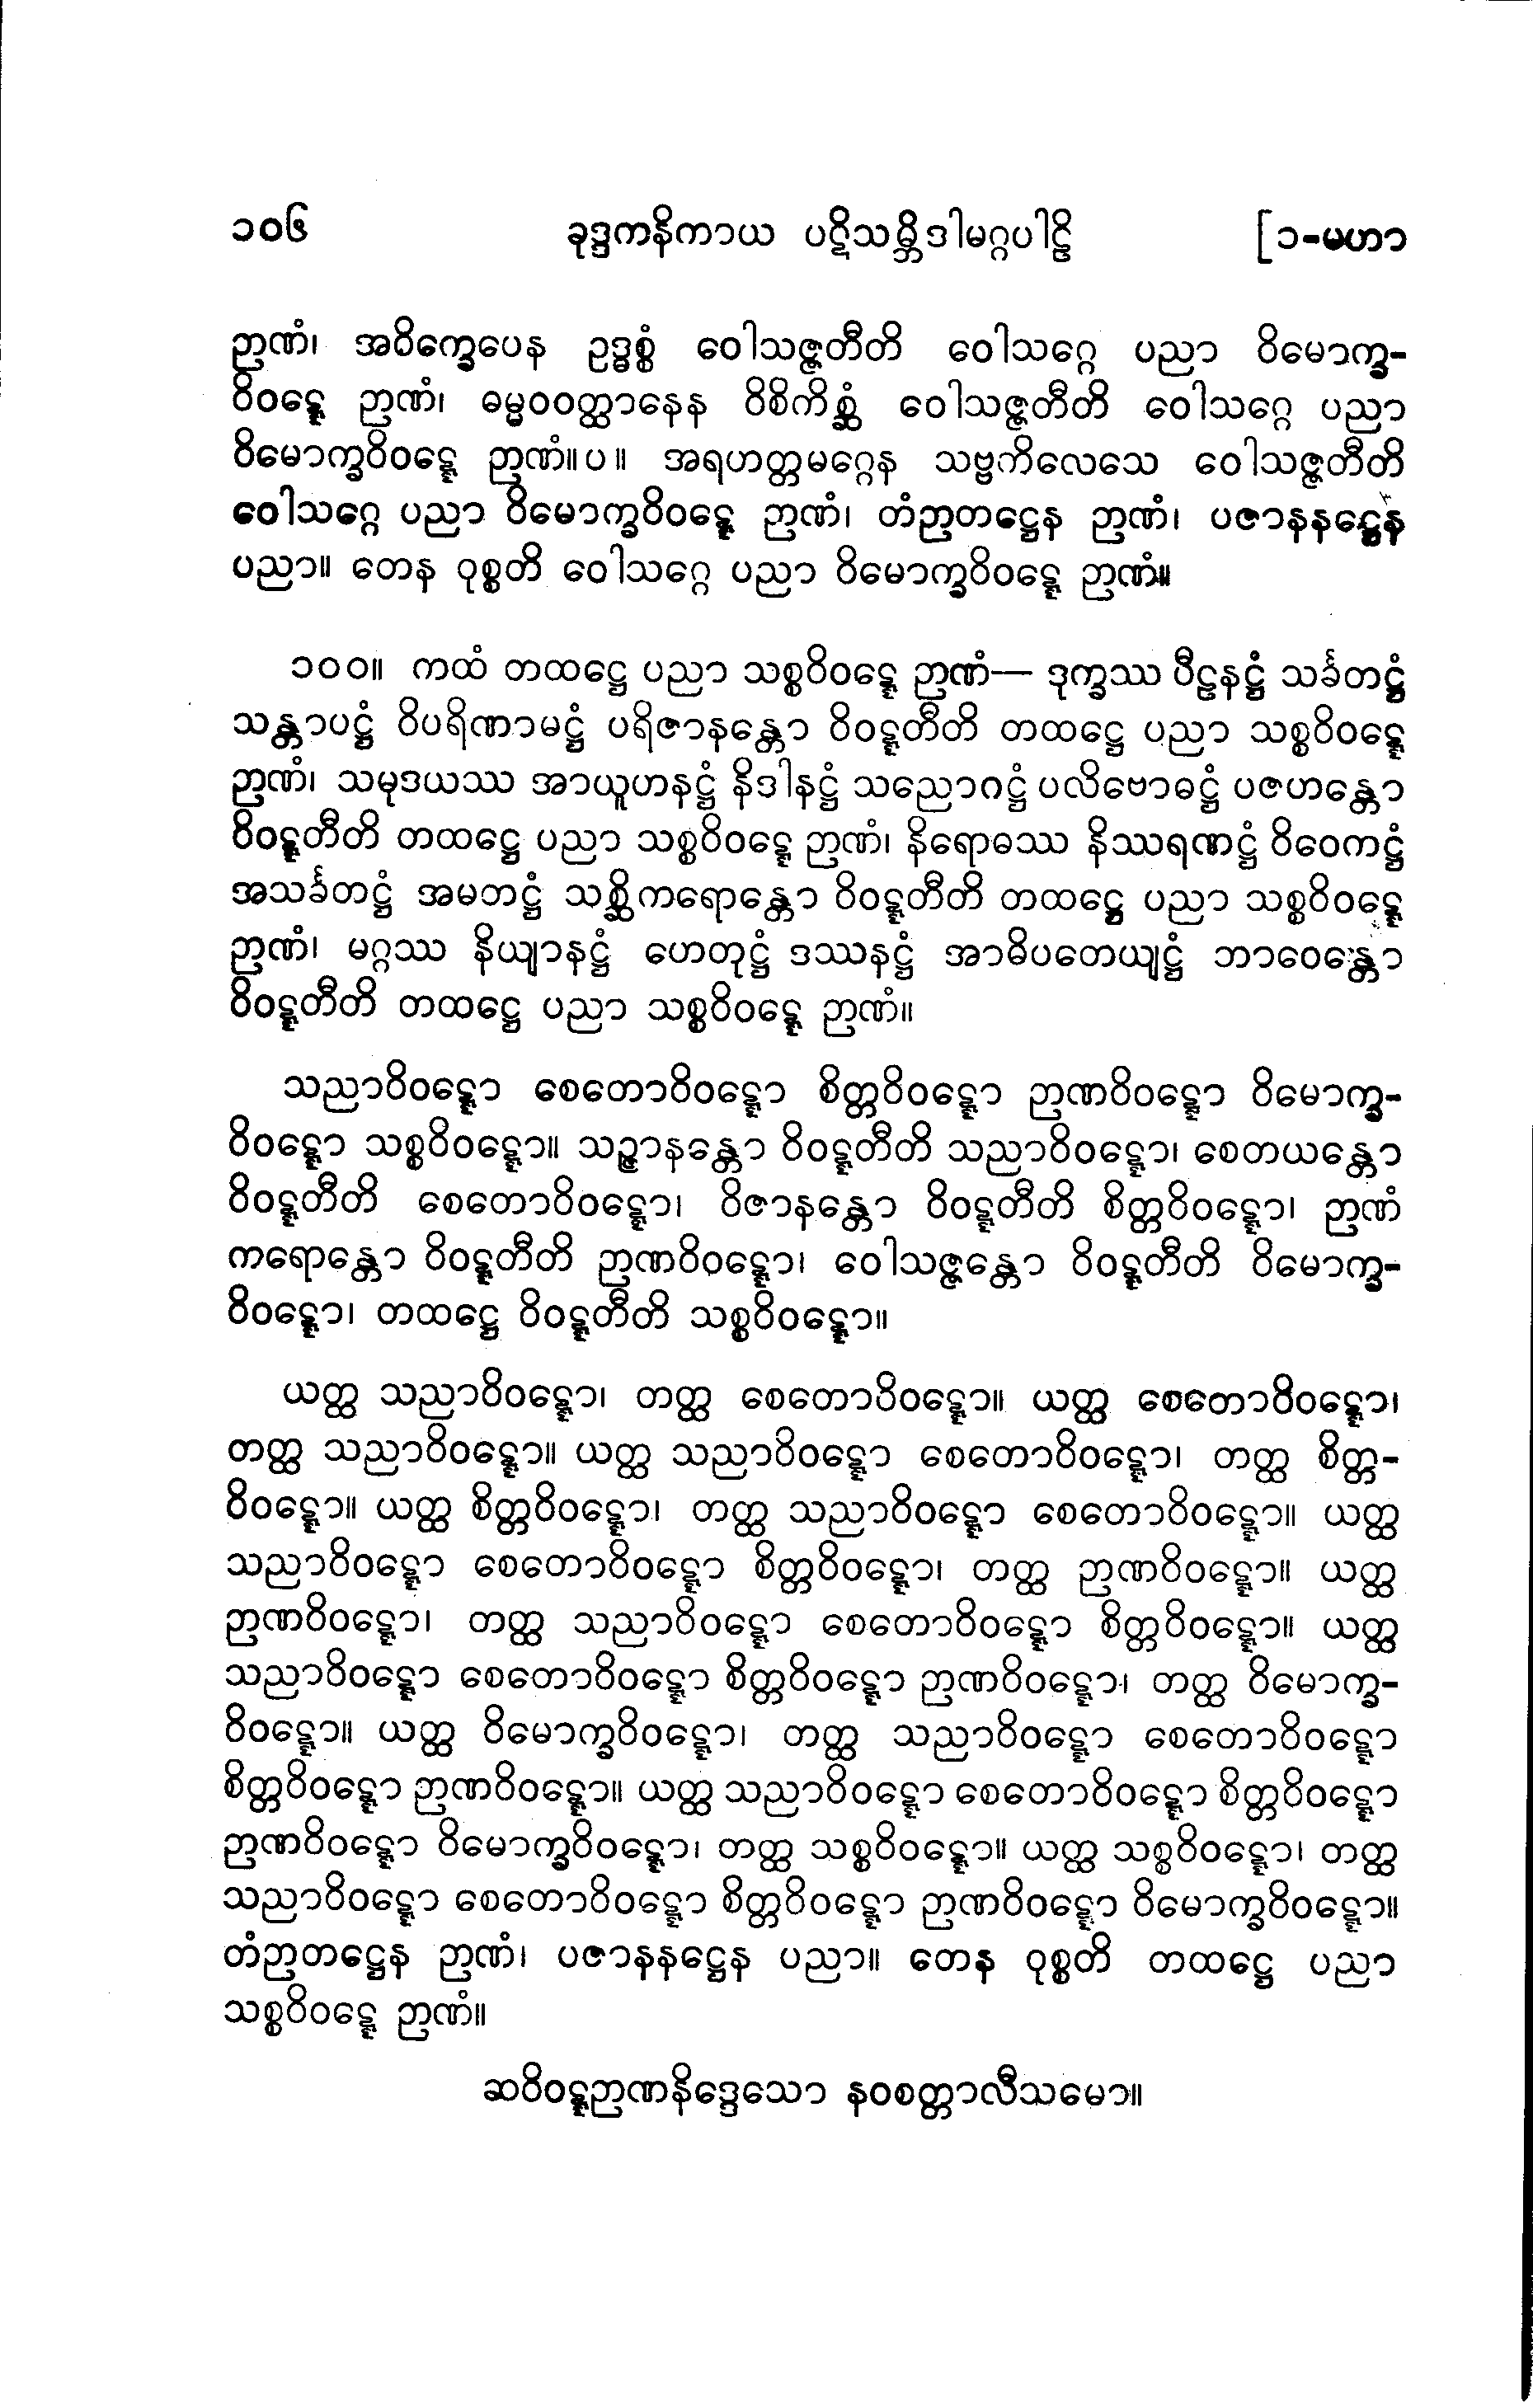 ၁၀၆ ခုဒ္ဒကနိကာယ ပဋိသမ္ဘိဒါမဂ္ဂပါဠိ [၁-မဟာ
ဉာဏံ၊ အဝိက္ခေပေန ဥဒ္ဓစ္စံ ဝေါသဇ္ဇတီတိ ဝေါသဂ္ဂေ ပညာ ဝိမောက္ခ-
ဝိဝဋ္ဋေ ဉာဏံ၊ ဓမ္မဝဝတ္ထာနေန ဝိစိကိစ္ဆံ ဝေါသဇ္ဇတီတိ ဝေါသဂ္ဂေ ပညာ
ဝိမောက္ခဝိဝဋ္ဋေ ဉာဏံ။ပ။ အရဟတ္တမဂ္ဂေန သဗ္ဗကိလေသေ ဝေါသဇ္ဇတီတိ
ဝေါသဂ္ဂေ ပညာ ဝိမောက္ခဝိဝဋ္ဋေ ဉာဏံ၊ တံဉာတဋ္ဌေန ဉာဏံ၊ ပဇာနနဋ္ဌေန
ပညာ။ တေန ဝုစ္စတိ ဝေါသဂ္ဂေ ပညာ ဝိမောက္ခဝိဝဋ္ဋေ ဉာဏံ။
၁၀၀။ ကထံ တထဋ္ဌေ ပညာ သစ္စဝိဝဋ္ဋေ ဉာဏံ— ဒုက္ခဿ ပီဠနဋ္ဌံ သင်္ခတဋ္ဌံ
သန္တာပဋ္ဌံ ဝိပရိဏာမဋ္ဌံ ပရိဇာနန္တော ဝိဝဋ္ဋတီတိ တထဋ္ဌေ ပညာ သစ္စဝိဝဋ္ဋေ
ဉာဏံ၊ သမုဒယဿ အာယူဟနဋ္ဌံ နိဒါနဋ္ဌံ သညောဂဋ္ဌံ ပလိဗောဓဋ္ဌံ ပဇဟန္တော
ဝိဝဋ္ဋတီတိ တထဋ္ဌေ ပညာ သစ္စဝိဝဋ္ဋေ ဉာဏံ၊ နိရောဓဿ နိဿရဏဋ္ဌံ ဝိဝေကဋ္ဌံ
အသင်္ခတဋ္ဌံ အမတဋ္ဌံ သစ္ဆိကရောန္တော ဝိဝဋ္ဋတီတိ တထဋ္ဌေ ပညာ သစ္စဝိဝဋ္ဋေ
ဉာဏံ၊ မဂ္ဂဿ နိယျာနဋ္ဌံ ဟေတုဋ္ဌံ ဒဿနဋ္ဌံ အာဓိပတေယျဋ္ဌံ ဘာဝေန္တော
ဝိဝဋ္ဋတီတိ တထဋ္ဌေ ပညာ သစ္စဝိဝဋ္ဋေ ဉာဏံ။
သညာဝိဝဋ္ဋော စေတောဝိဝဋ္ဋော စိတ္တဝိဝဋ္ဋော ဉာဏဝိဝဋ္ဋော ဝိမောက္ခ-
ဝိဝဋ္ဋော သစ္စဝိဝဋ္ဋော။ သဉ္ဇာနန္တော ဝိဝဋ္ဋတီတိ သညာဝိဝဋ္ဋော၊ စေတယန္တော
ဝိဝဋ္ဋတီတိ စေတောဝိဝဋ္ဋော၊ ဝိဇာနန္တော ဝိဝဋ္ဋတီတိ စိတ္တဝိဝဋ္ဋော၊ ဉာဏံ
ကရောန္တော ဝိဝဋ္ဋတီတိ ဉာဏဝိဝဋ္ဋော၊ ဝေါသဇ္ဇန္တော ဝိဝဋ္ဋတီတိ ဝိမောက္ခ-
ဝိဝဋ္ဋော၊ တထဋ္ဌေ ဝိဝဋ္ဋတီတိ သစ္စဝိဝဋ္ဋော။
ယတ္ထ သညာဝိဝဋ္ဋော၊ တတ္ထ စေတောဝိဝဋ္ဋော။ ယတ္ထ စေတောဝိဝဋ္ဋော၊
တတ္ထ သညာဝိဝဋ္ဋော။ ယတ္ထ သညာဝိဝဋ္ဋော စေတောဝိဝဋ္ဋော၊ တတ္ထ စိတ္တ-
ဝိဝဋ္ဋော။ ယတ္ထ စိတ္တဝိဝဋ္ဋော၊ တတ္ထ သညာဝိဝဋ္ဋော စေတောဝိဝဋ္ဋော။ ယတ္ထ
သညာဝိဝဋ္ဋော စေတောဝိဝဋ္ဋော စိတ္တဝိဝဋ္ဋော၊ တတ္ထ ဉာဏဝိဝဋ္ဋော။ ယတ္ထ
ဉာဏဝိဝဋ္ဋော၊ တတ္ထ သညာဝိဝဋ္ဋော စေတောဝိဝဋ္ဋော စိတ္တဝိဝဋ္ဋော။ ယတ္ထ
သညာဝိဝဋ္ဋော စေတောဝိဝဋ္ဋော စိတ္တဝိဝဋ္ဋော ဉာဏဝိဝဋ္ဋော၊ တတ္ထ ဝိမောက္ခ-
ဝိဝဋ္ဋော။ ယတ္ထ ဝိမောက္ခဝိဝဋ္ဋော၊ တတ္ထ သညာဝိဝဋ္ဋော စေတောဝိဝဋ္ဋော
စိတ္တဝိဝဋ္ဋော ဉာဏဝိဝဋ္ဋော။ ယတ္ထ သညာဝိဝဋ္ဋော စေတောဝိဝဋ္ဋော စိတ္တဝိဝဋ္ဋော
ဉာဏဝိဝဋ္ဋော ဝိမောက္ခဝိဝဋ္ဋော၊ တတ္ထ သစ္စဝိဝဋ္ဋော။ ယတ္ထ သစ္စဝိဝဋ္ဋော၊ တတ္ထ
သညာဝိဝဋ္ဋော စေတောဝိဝဋ္ဋော စိတ္တဝိဝဋ္ဋော ဉာဏဝိဝဋ္ဋော ဝိမောက္ခဝိဝဋ္ဋော။
တံဉာတဋ္ဌေန ဉာဏံ၊ ပဇာနနဋ္ဌေန ပညာ။ တေန ဝုစ္စတိ တထဋ္ဌေ ပညာ
သစ္စဝိဝဋ္ဋေ ဉာဏံ။
ဆဝိဝဋ္ဋဉာဏနိဒ္ဒေသော နဝစတ္တာလီသမော။